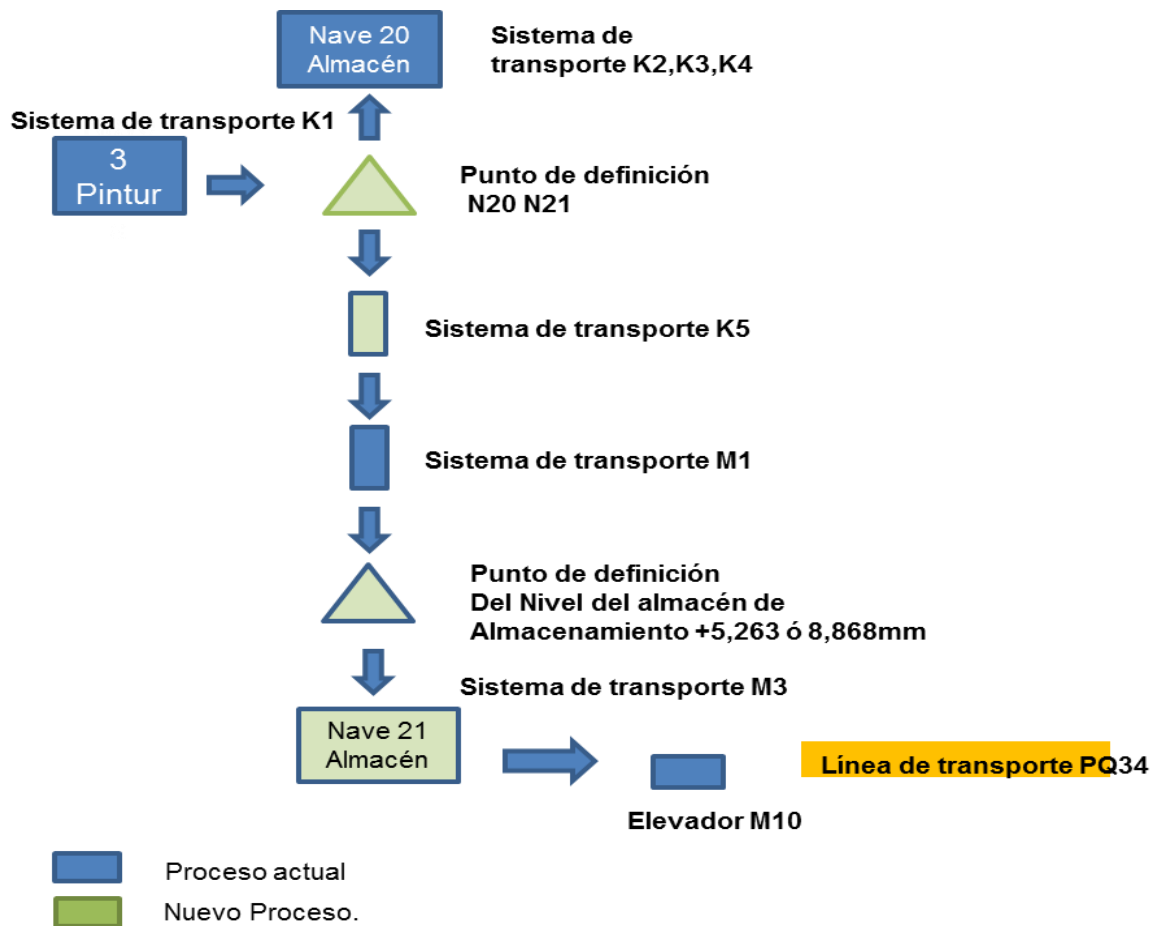 Nave 20
Almacén
Sistema de
transporte K2,K3,K4
Sistema de transporte K1
3
Pintur
Punto de definición
N20 N21
Sistema de transporte K5
Sistema de transporte M1
Punto de definición
Del Nivel del almacén de
Almacenamiento +5,263 ó 8,868mm
Sistema de transporte M3
Nave 21
Almacén
Línea de transporte PQ34
Elevador M10
Proceso actual
Nuevo Proceso.